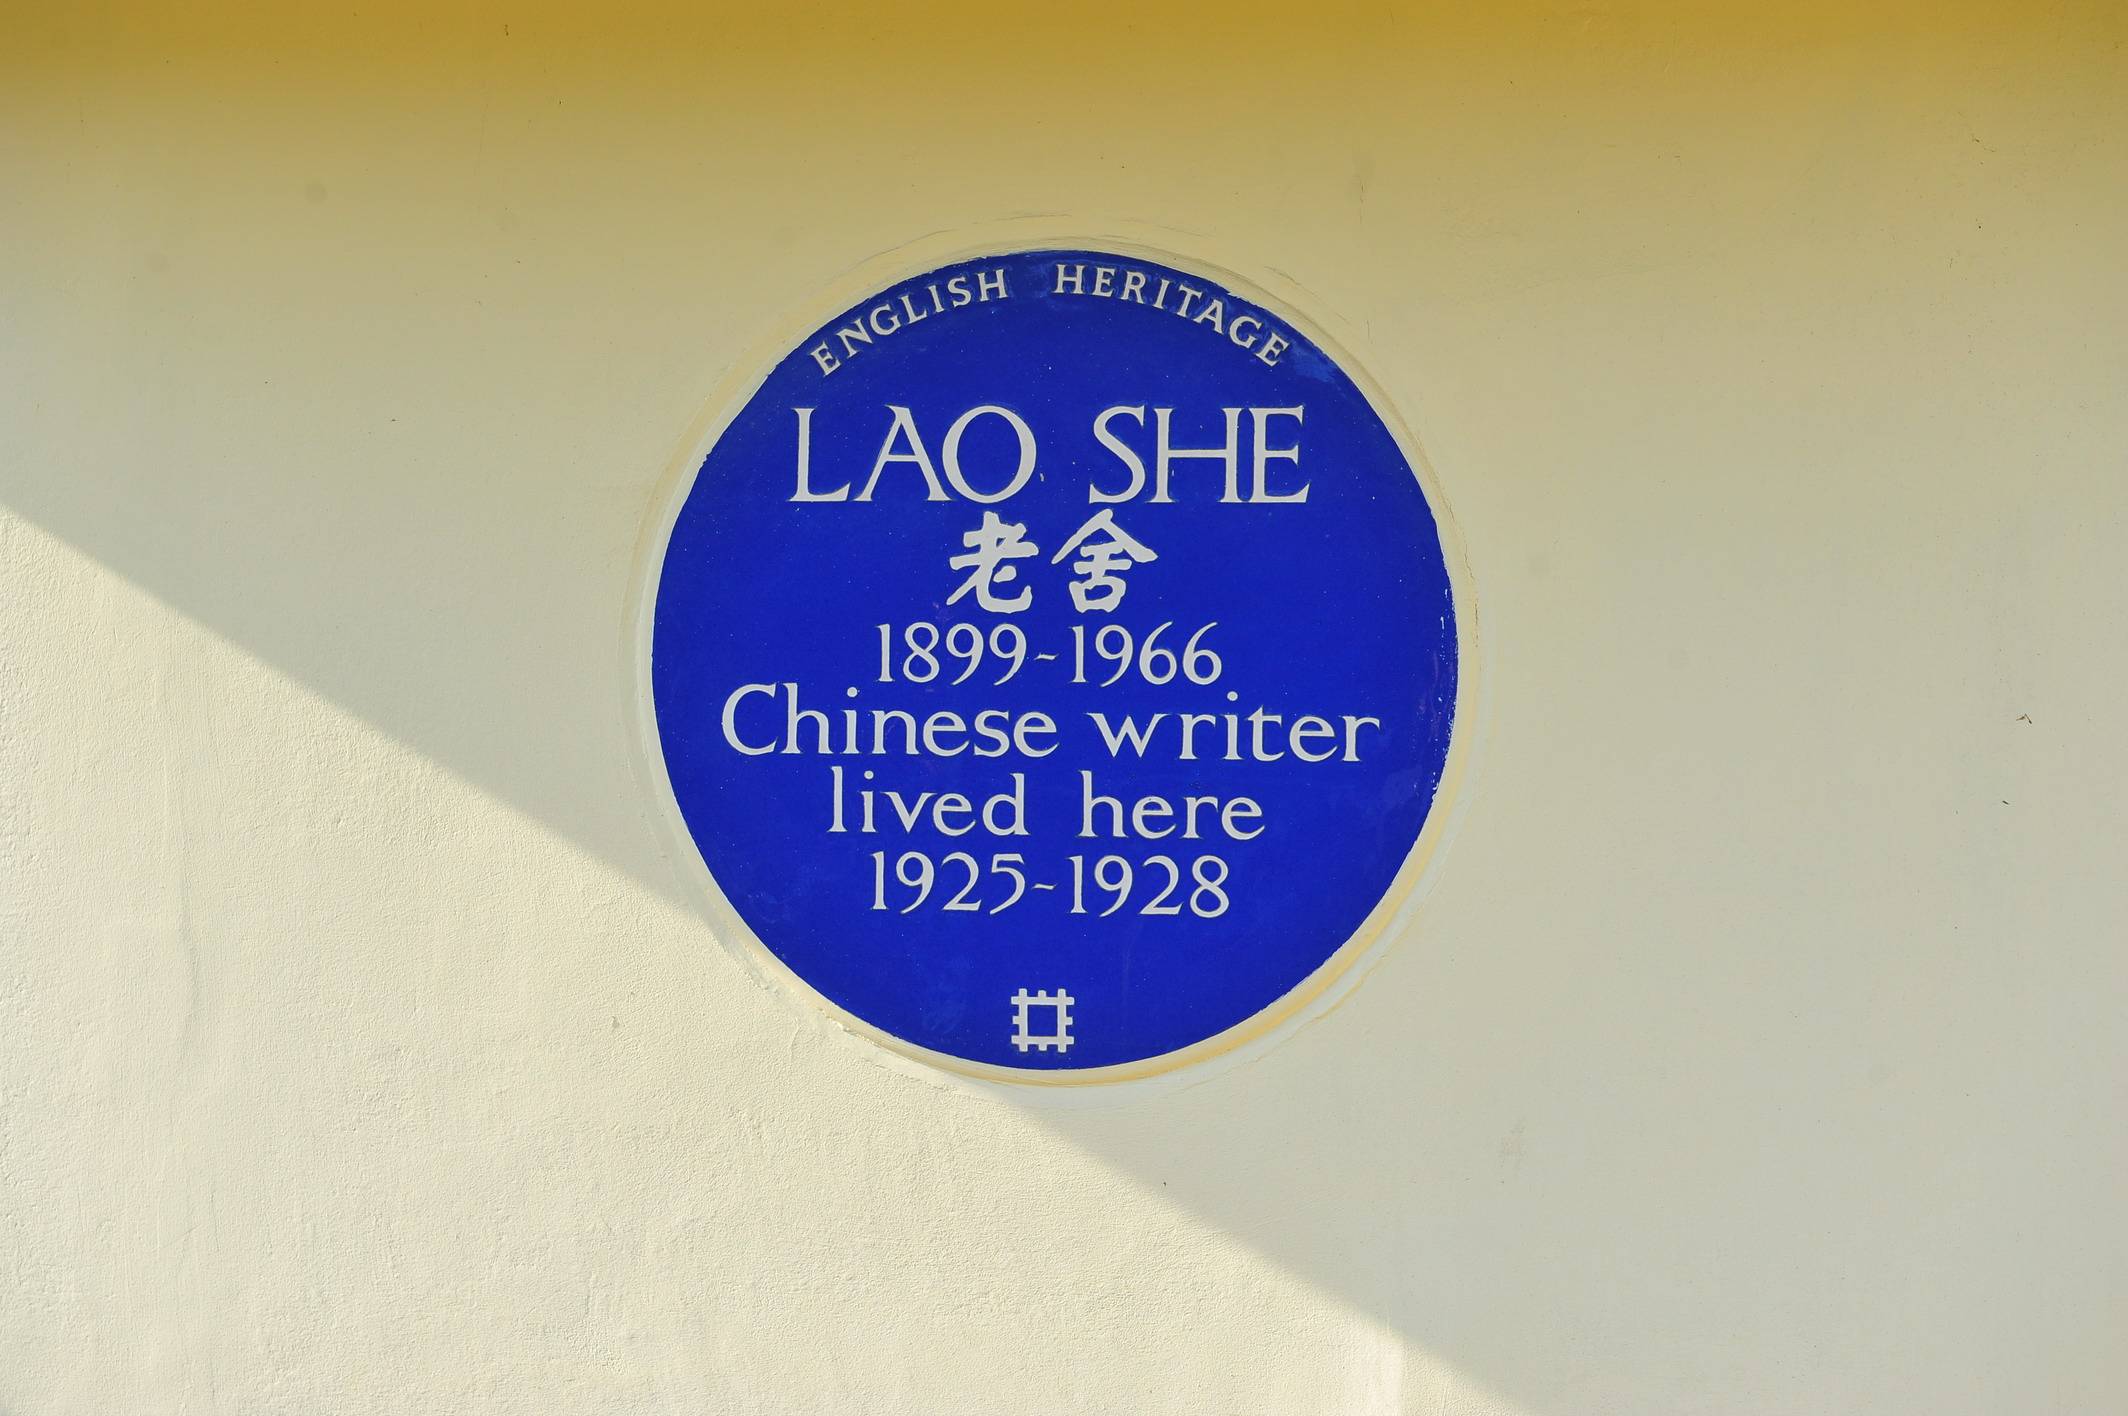 ENGLISH HERITAGE
LAO SHE
老舍
1899-1966
Chinese writer
lived here
1925-1928